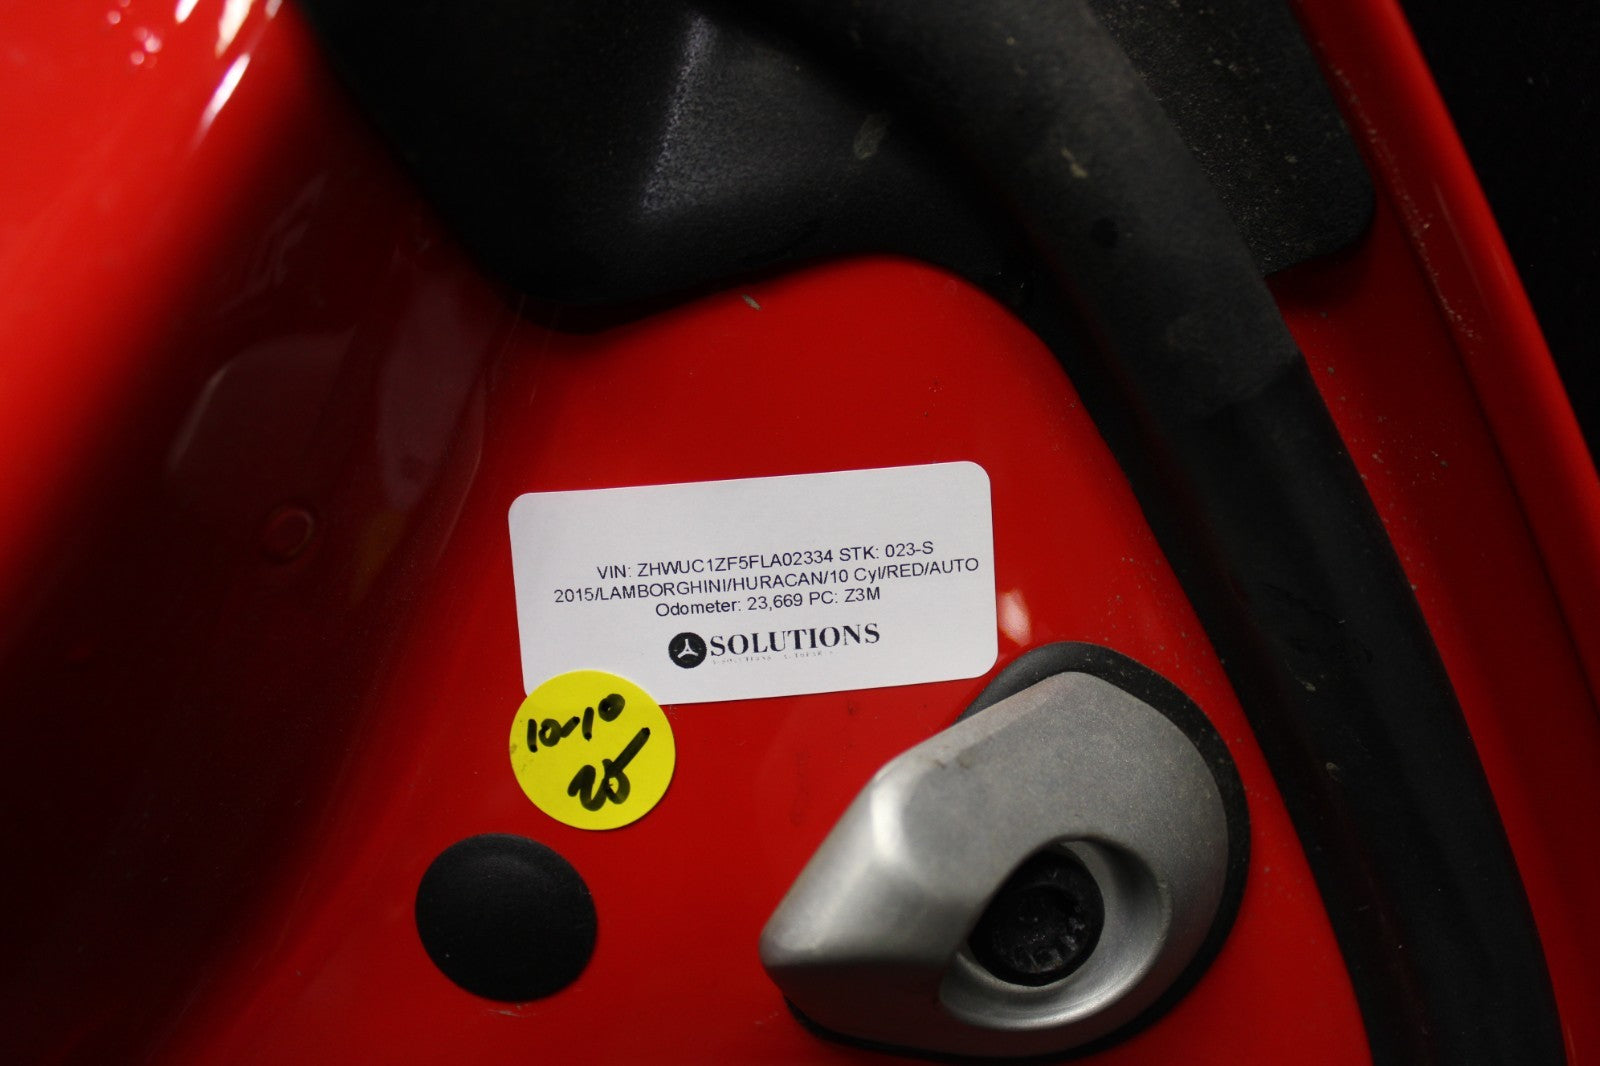 VIN: ZHWUC1ZF5FLA02334 STK: 023-S
2015/LAMBORGHINI/HURACAN/10 Cyl/RED/AUTO
Odometer: 23,669 PC: Z3M
SOLUTIONS
10-10
25